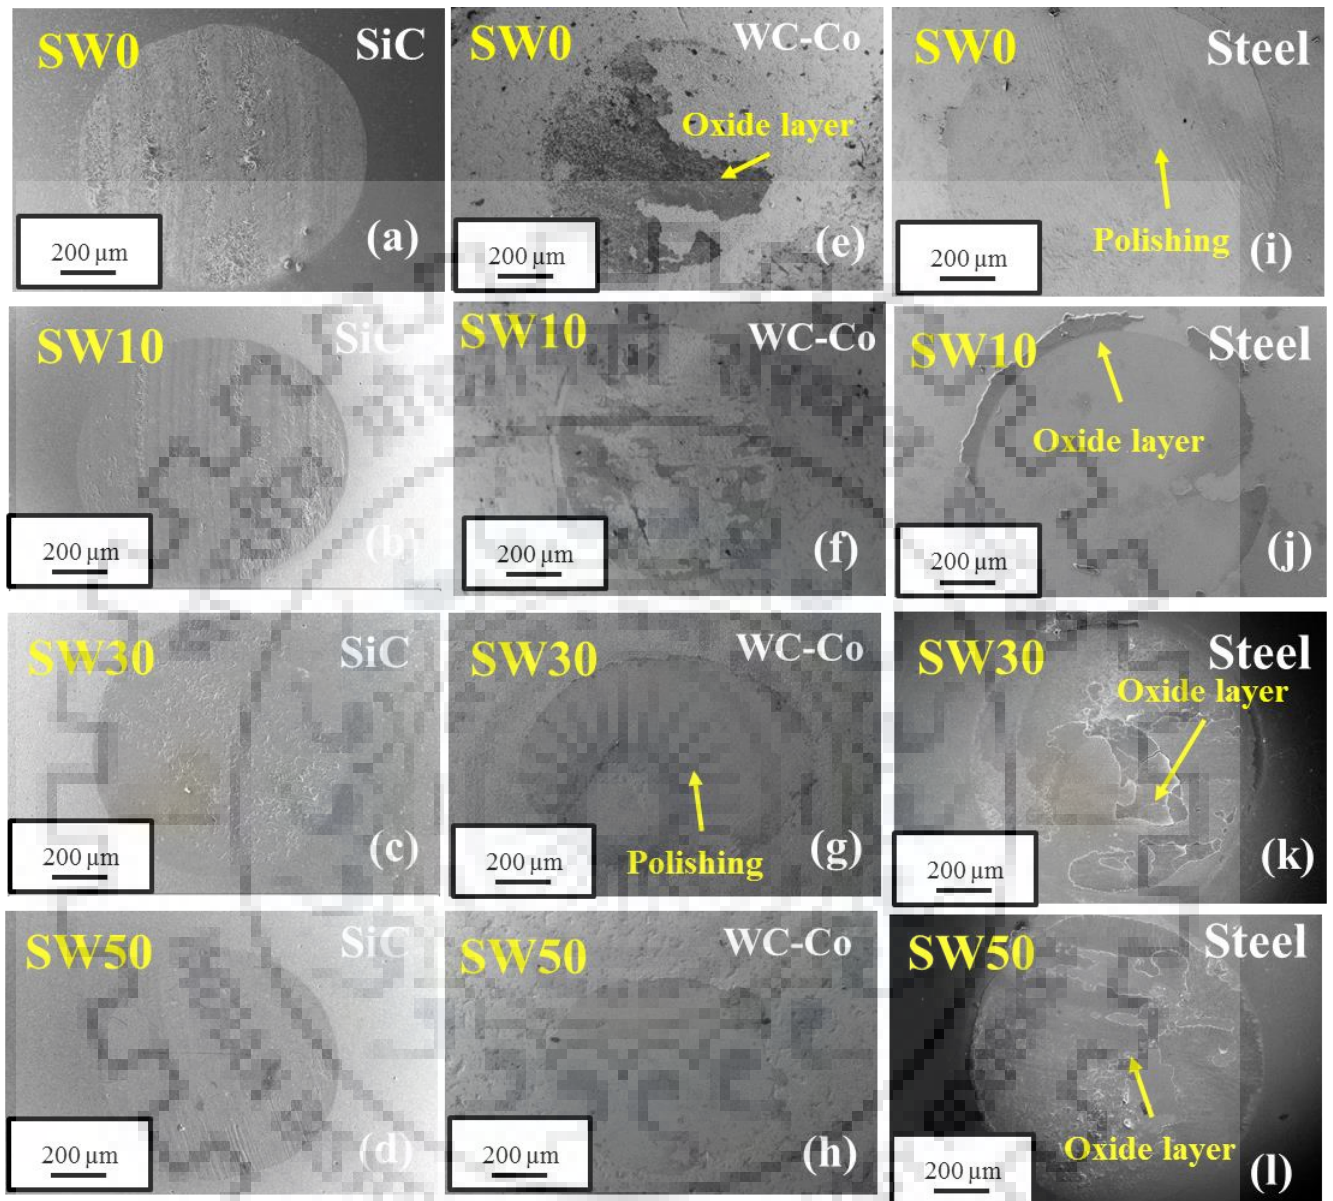 SW0
SiC
200 µm
(a)
SW0
WC-Co
Oxide layer
200 µm
(e)
SW0
Steel
Polishing
200 µm
(i)
SW10
SiC
200 µm
(b)
SW10
WC-Co
200 µm
(f)
SW10
Steel
Oxide layer
200 µm
(j)
SW30
SiC
200 µm
(c)
SW30
WC-Co
Polishing
200 µm
(g)
SW30
Steel
Oxide layer
200 µm
(k)
SW50
SiC
200 µm
(d)
SW50
WC-Co
200 µm
(h)
SW50
Steel
Oxide layer
200 µm
(l)